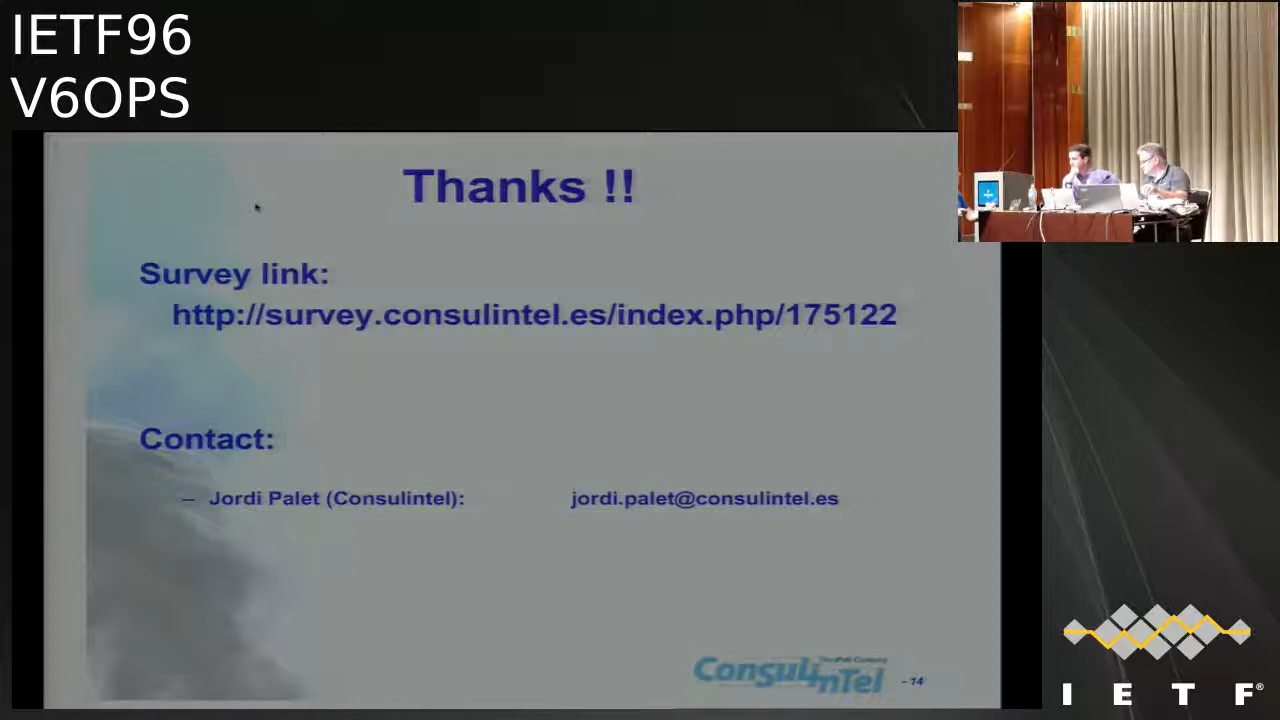 IETF96
V6OPS
Thanks !!
Survey link:
http://survey.consulintel.es/index.php/175122
Contact:
– Jordi Palet (Consulintel): jordi.palet@consulintel.es
ConsulinTel
- 14
I E T F®